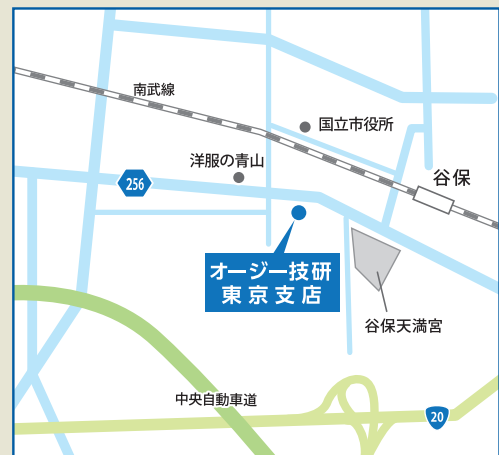 南武線
国立市役所
洋服の青山
谷保
256
オージー技研
東京支店
谷保天満宮
中央自動車道
20